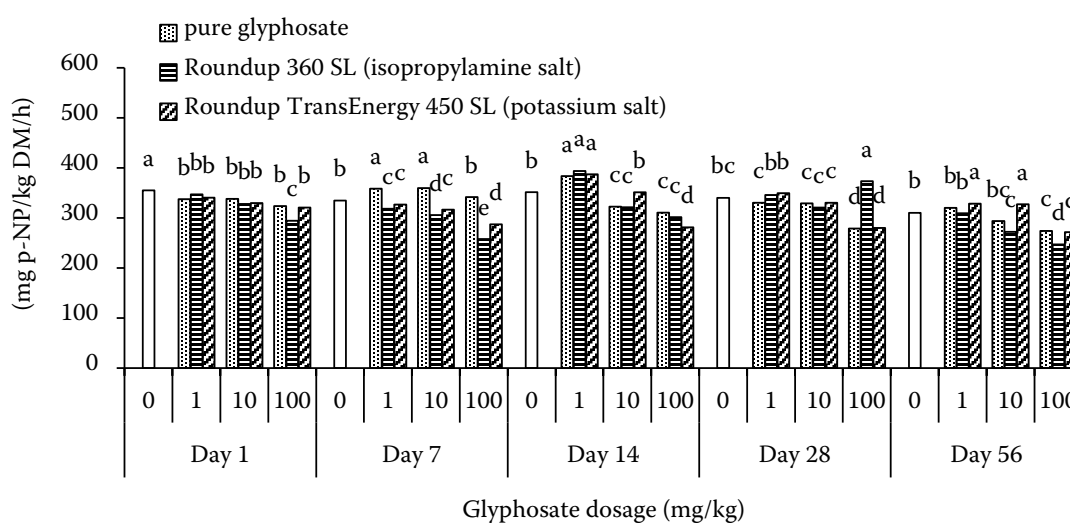 pure glyphosate
Roundup 360 SL (isopropylamine salt)
Roundup TransEnergy 450 SL (potassium salt)
(mg p-NP/kg DM/h)
600
500
400
300
200
100
0
a b b b b b b b c b
b a c c a d c b e d
b a a a c c b c c d
bc c b b c c c d a d
b b b a bc c a c d c
0 1 10 100 0 1 10 100 0 1 10 100 0 1 10 100 0 1 10 100
Day 1 Day 7 Day 14 Day 28 Day 56
Glyphosate dosage (mg/kg)